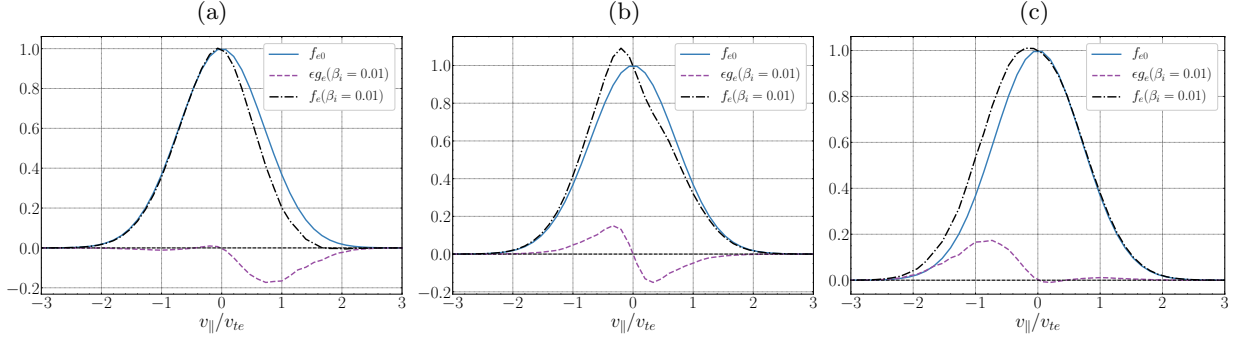 (a)
1.0
0.8
0.6
0.4
0.2
0.0
−0.2
−3 −2 −1 0 1 2 3
v∥/vte
fe0
ϵge(βi = 0.01)
fe(βi = 0.01)
(b)
1.0
0.8
0.6
0.4
0.2
0.0
−0.2
−3 −2 −1 0 1 2 3
v∥/vte
fe0
ϵge(βi = 0.01)
fe(βi = 0.01)
(c)
1.0
0.8
0.6
0.4
0.2
0.0
−3 −2 −1 0 1 2 3
v∥/vte
fe0
ϵge(βi = 0.01)
fe(βi = 0.01)